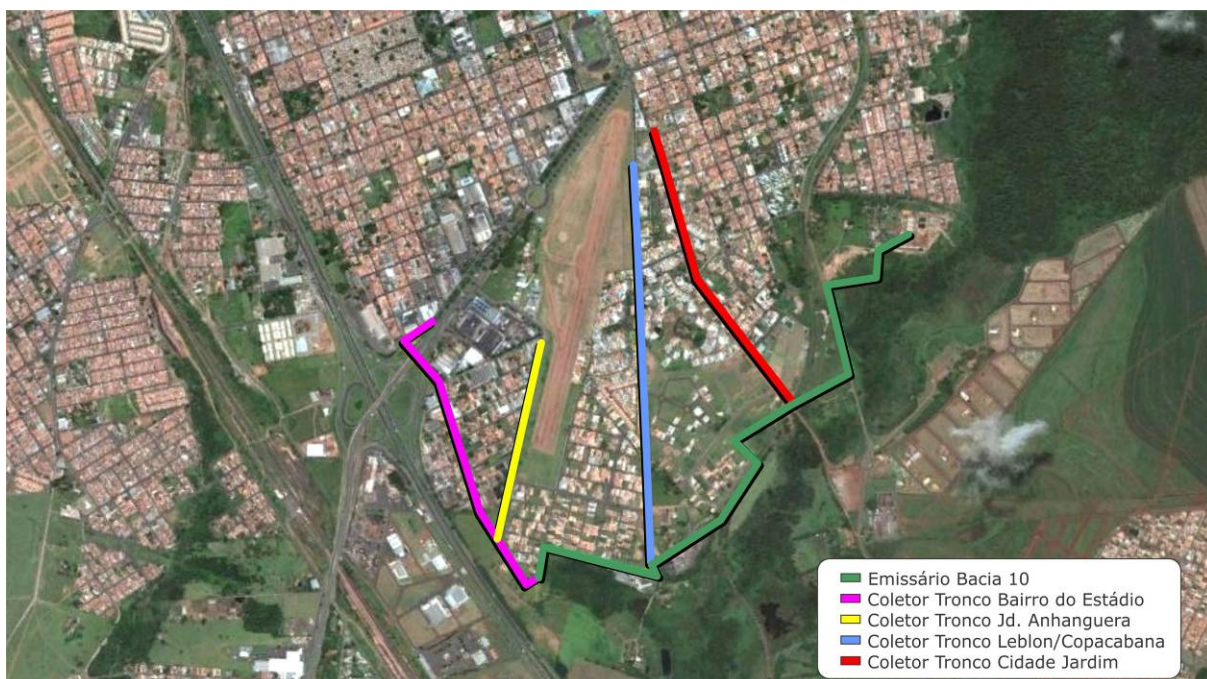 Emissário Bacia 10
Coletor Tronco Bairro do Estádio
Coletor Tronco Jd. Anhanguera
Coletor Tronco Leblon/Copacabana
Coletor Tronco Cidade Jardim